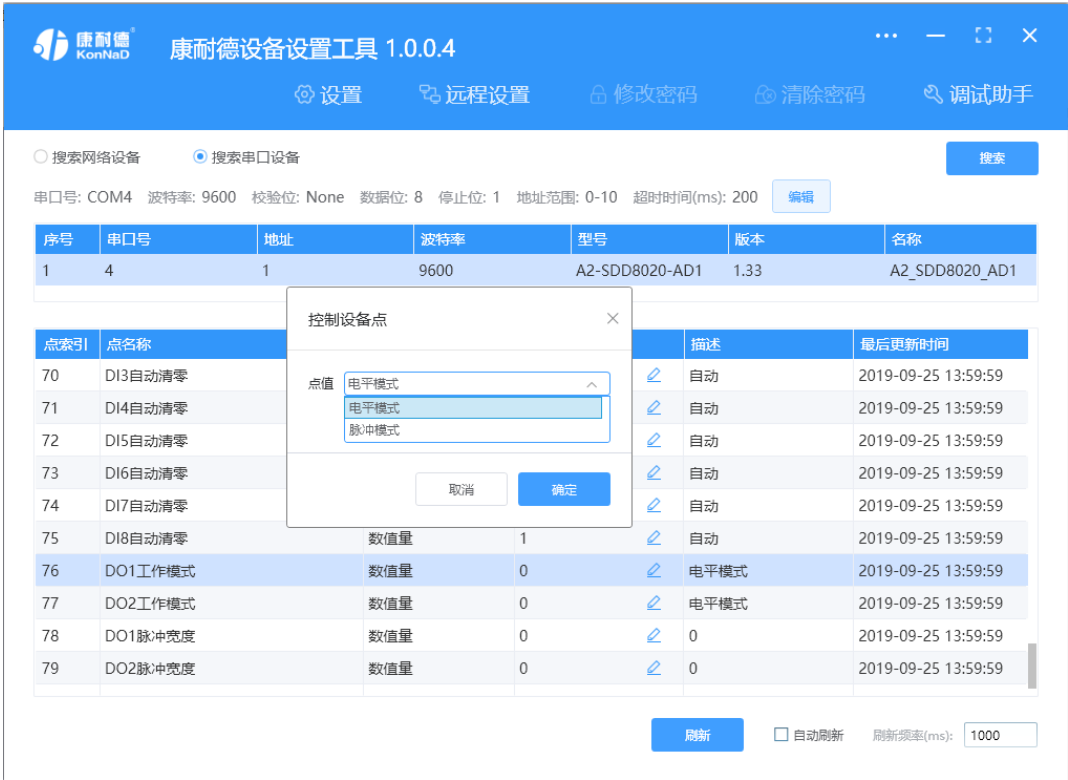 康耐德®
KonNaD
康耐德设备设置工具 1.0.0.4
设置 远程设置 修改密码 清除密码 调试助手
搜索网络设备 搜索串口设备 搜索
串口号: COM4 波特率: 9600 校验位: None 数据位: 8 停止位: 1 地址范围: 0-10 超时时间(ms): 200 编辑
序号 串口号 地址 波特率 型号 版本 名称
1 4 1 9600 A2-SDD8020-AD1 1.33 A2_SDD8020_AD1
控制设备点
点值 电平模式
电平模式
脉冲模式
取消 确定
点索引 点名称 描述 最后更新时间
70 DI3自动清零 自动 2019-09-25 13:59:59
71 DI4自动清零 自动 2019-09-25 13:59:59
72 DI5自动清零 自动 2019-09-25 13:59:59
73 DI6自动清零 自动 2019-09-25 13:59:59
74 DI7自动清零 自动 2019-09-25 13:59:59
75 DI8自动清零 数值量 1 自动 2019-09-25 13:59:59
76 DO1工作模式 数值量 0 电平模式 2019-09-25 13:59:59
77 DO2工作模式 数值量 0 电平模式 2019-09-25 13:59:59
78 DO1脉冲宽度 数值量 0 0 2019-09-25 13:59:59
79 DO2脉冲宽度 数值量 0 0 2019-09-25 13:59:59
刷新 自动刷新 刷新频率(ms): 1000